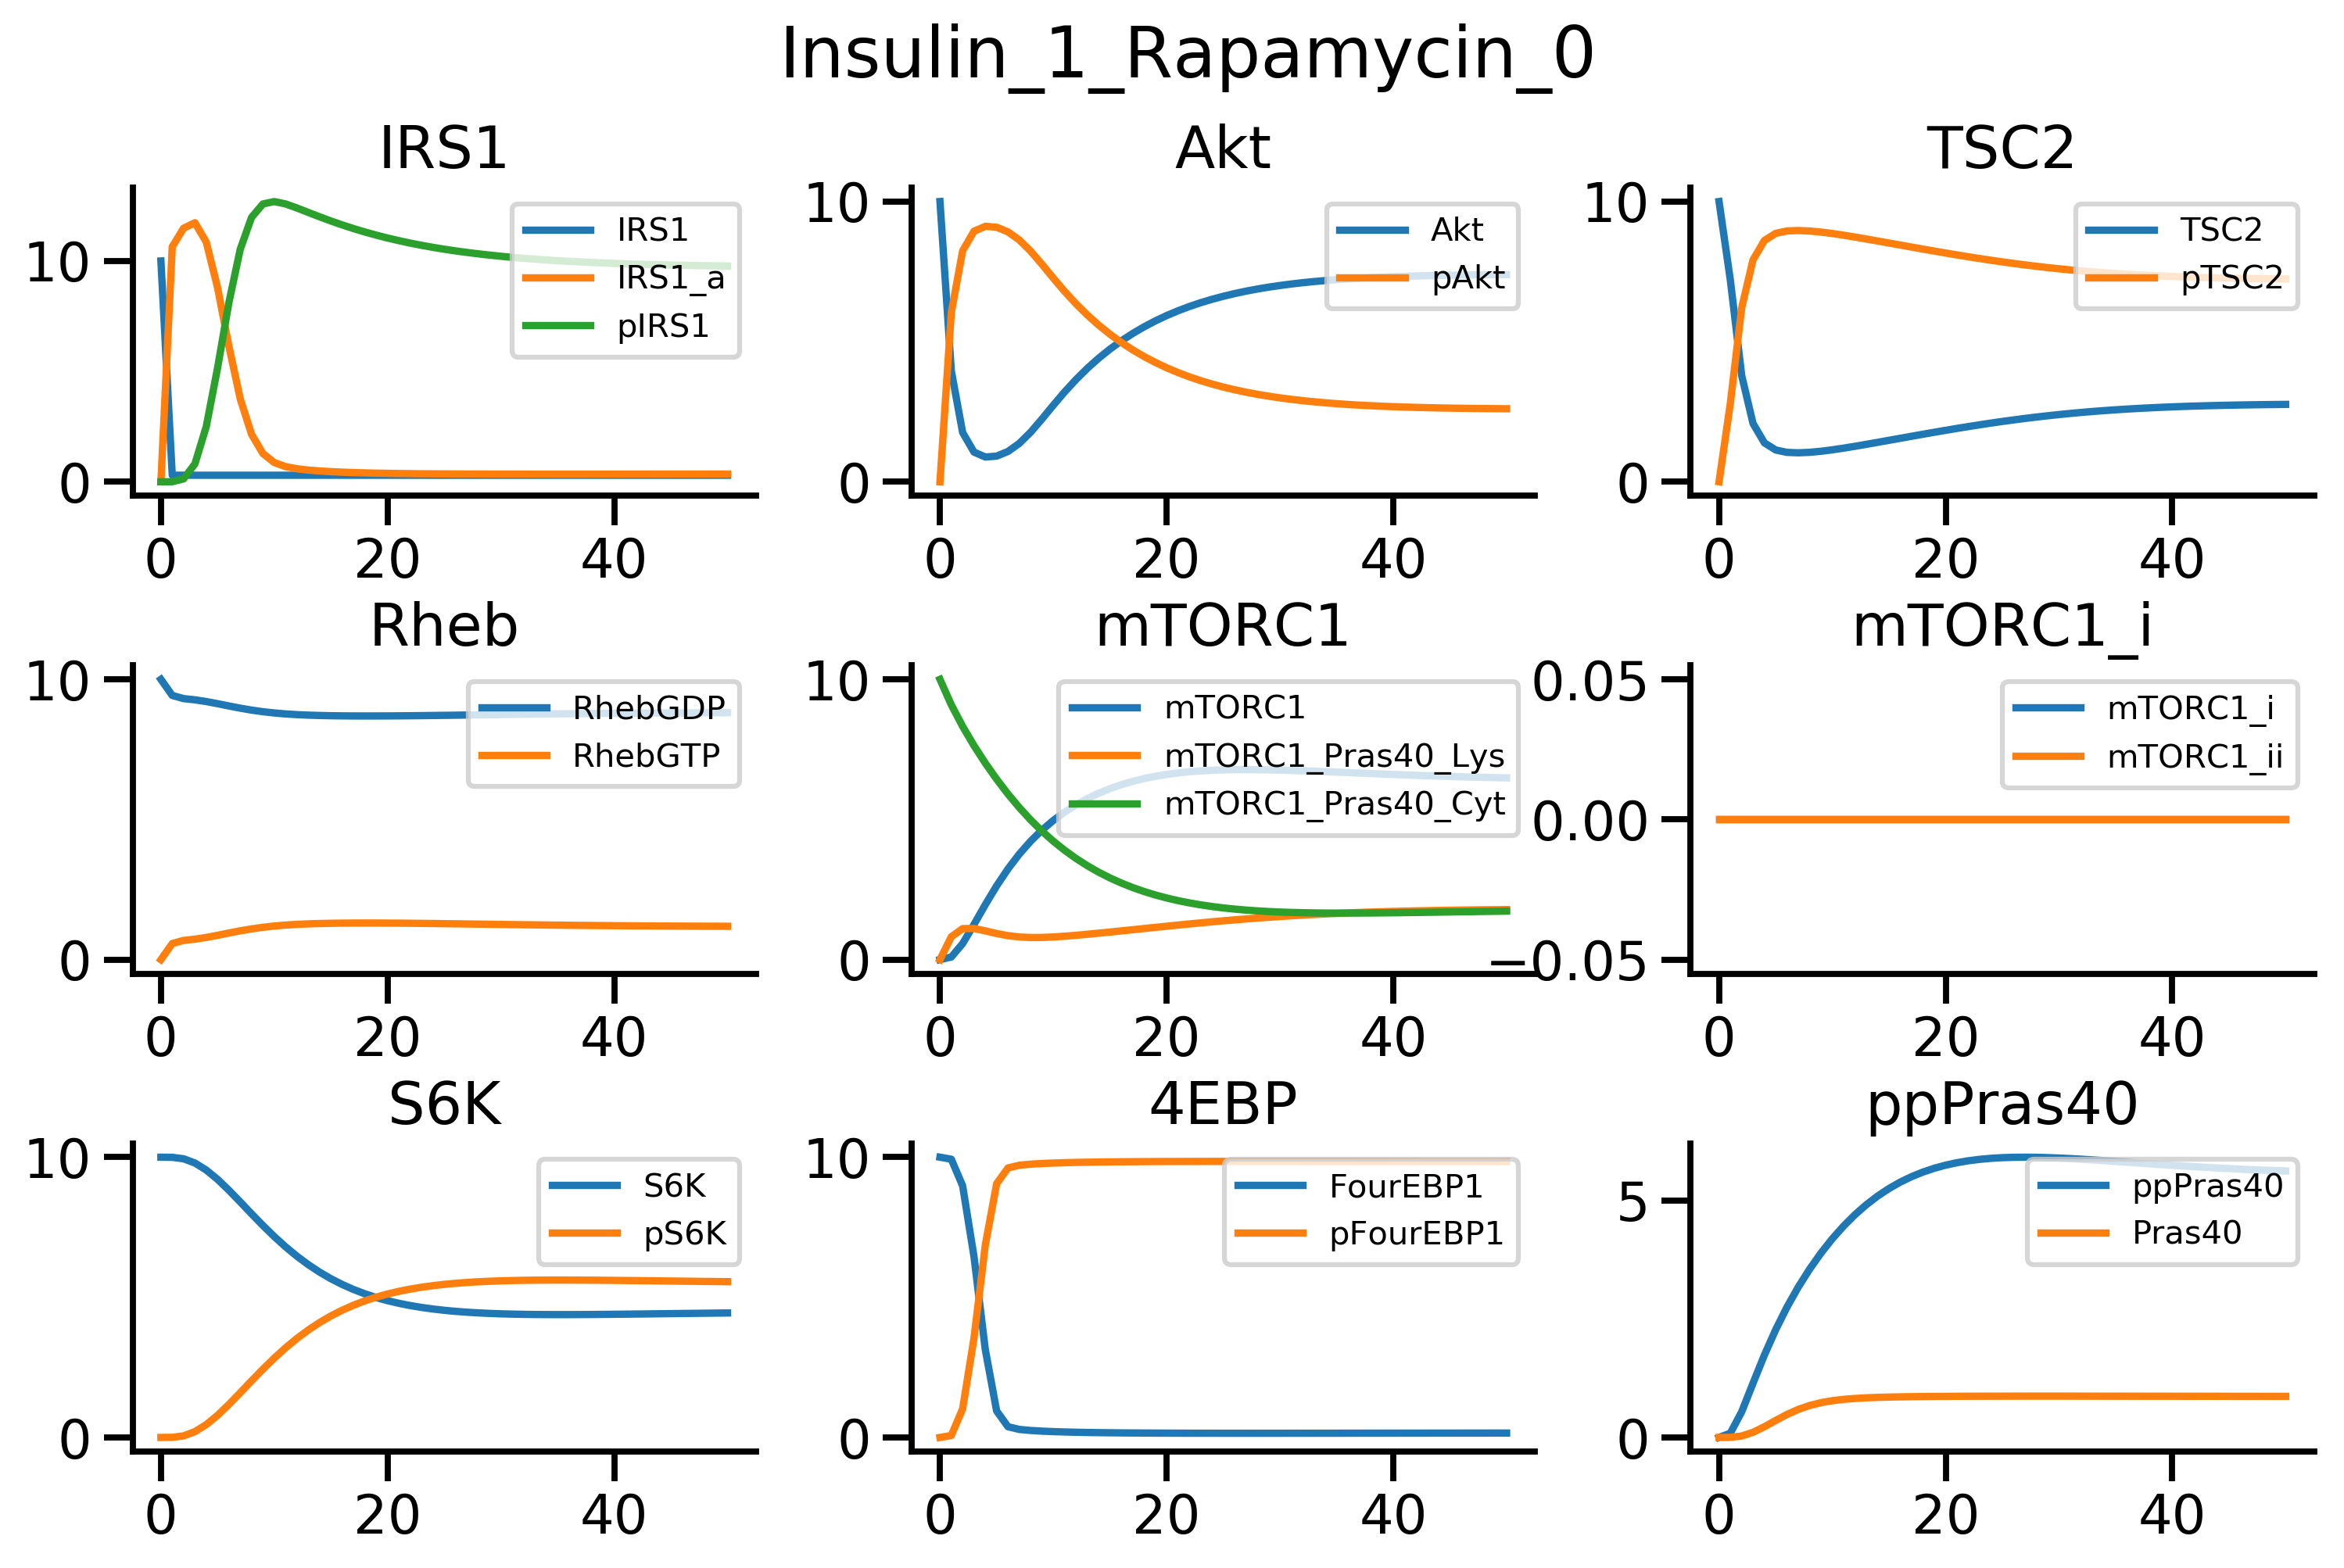 Insulin_1_Rapamycin_0
IRS1
Akt
TSC2
10
0
0
20
40
IRS1
IRS1_a
pIRS1
10
0
0
20
40
Akt
pAkt
10
0
0
20
40
TSC2
pTSC2
Rheb
mTORC1
mTORC1_i
10
0
0
20
40
RhebGDP
RhebGTP
10
0
0
20
40
mTORC1
mTORC1_Pras40_Lys
mTORC1_Pras40_Cyt
0.05
0.00
−0.05
0
20
40
mTORC1_i
mTORC1_ii
S6K
4EBP
ppPras40
10
0
0
20
40
S6K
pS6K
10
0
0
20
40
FourEBP1
pFourEBP1
5
0
0
20
40
ppPras40
Pras40